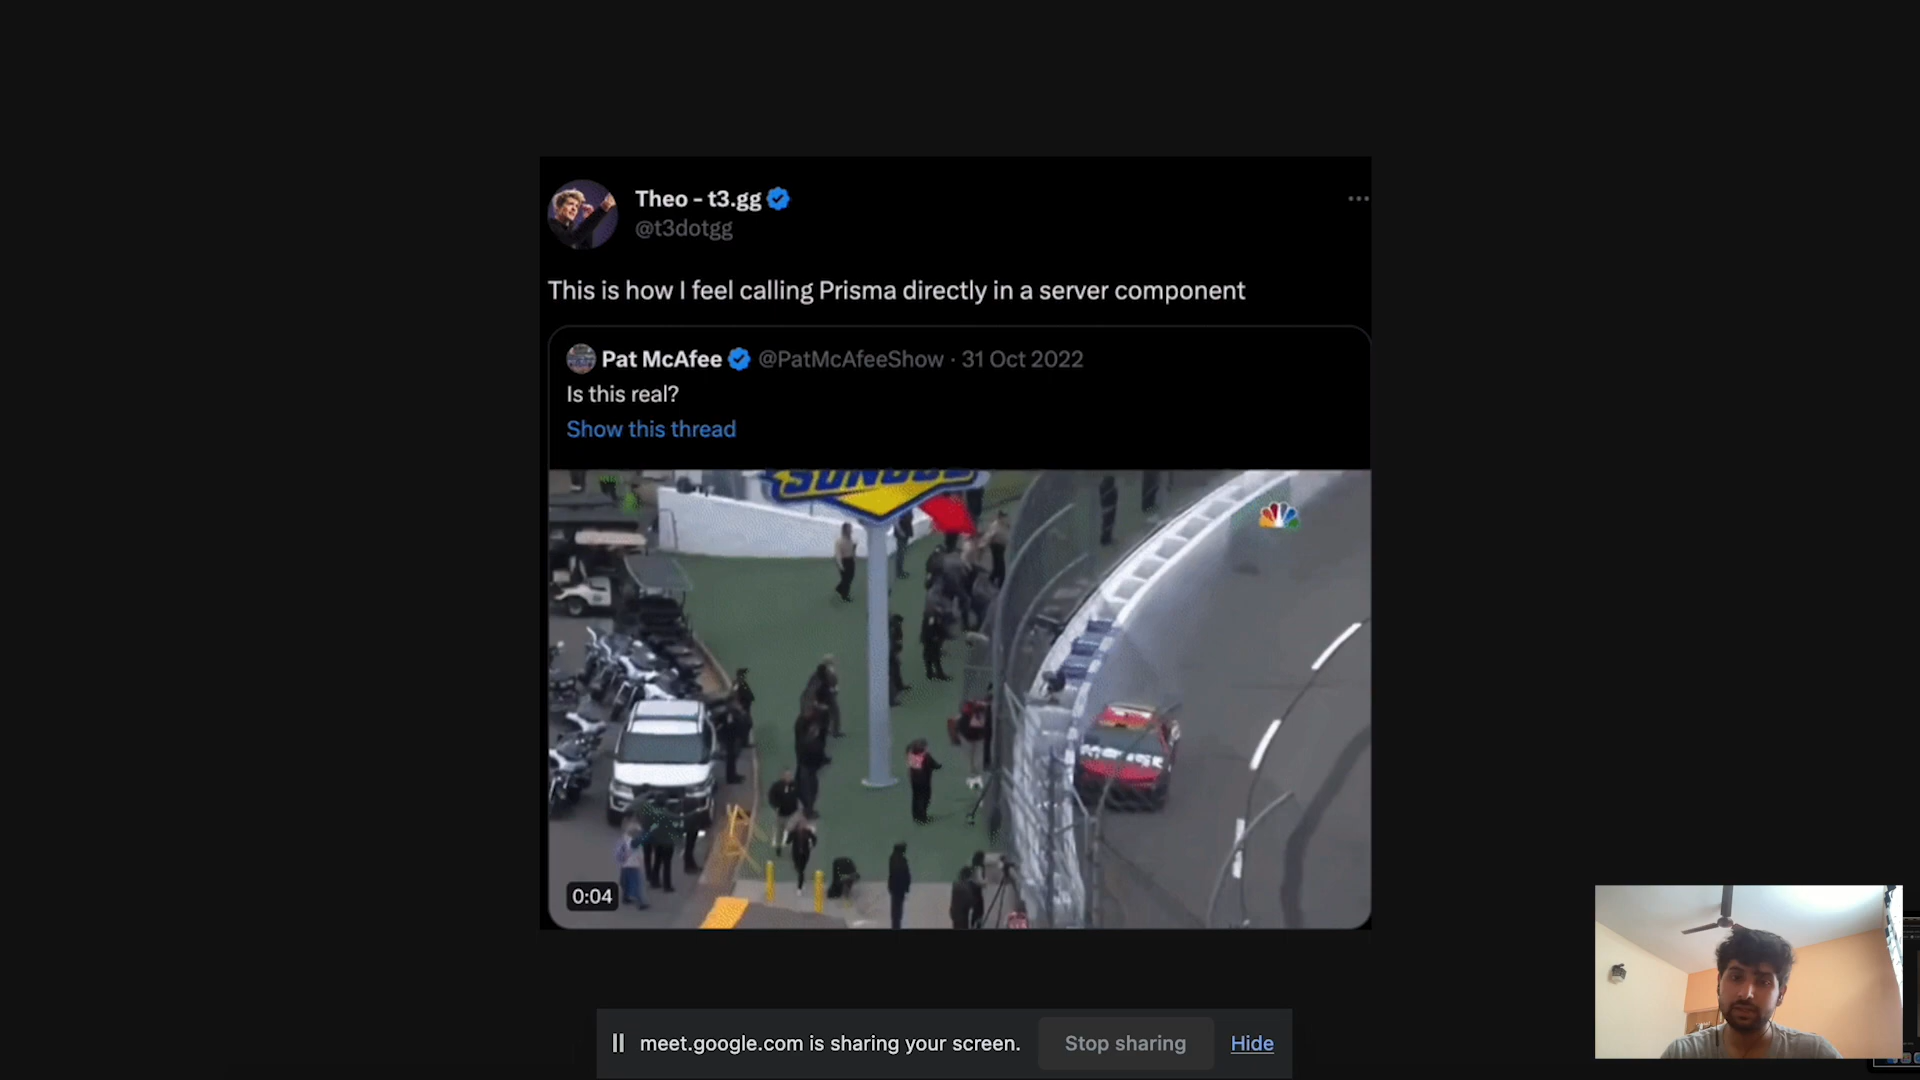 Theo - t3.gg
@t3dotgg
This is how I feel calling Prisma directly in a server component
Pat McAfee @PatMcAfeeShow · 31 Oct 2022
Is this real?
Show this thread
SUNOCO
0:04
meet.google.com is sharing your screen.
Stop sharing
Hide